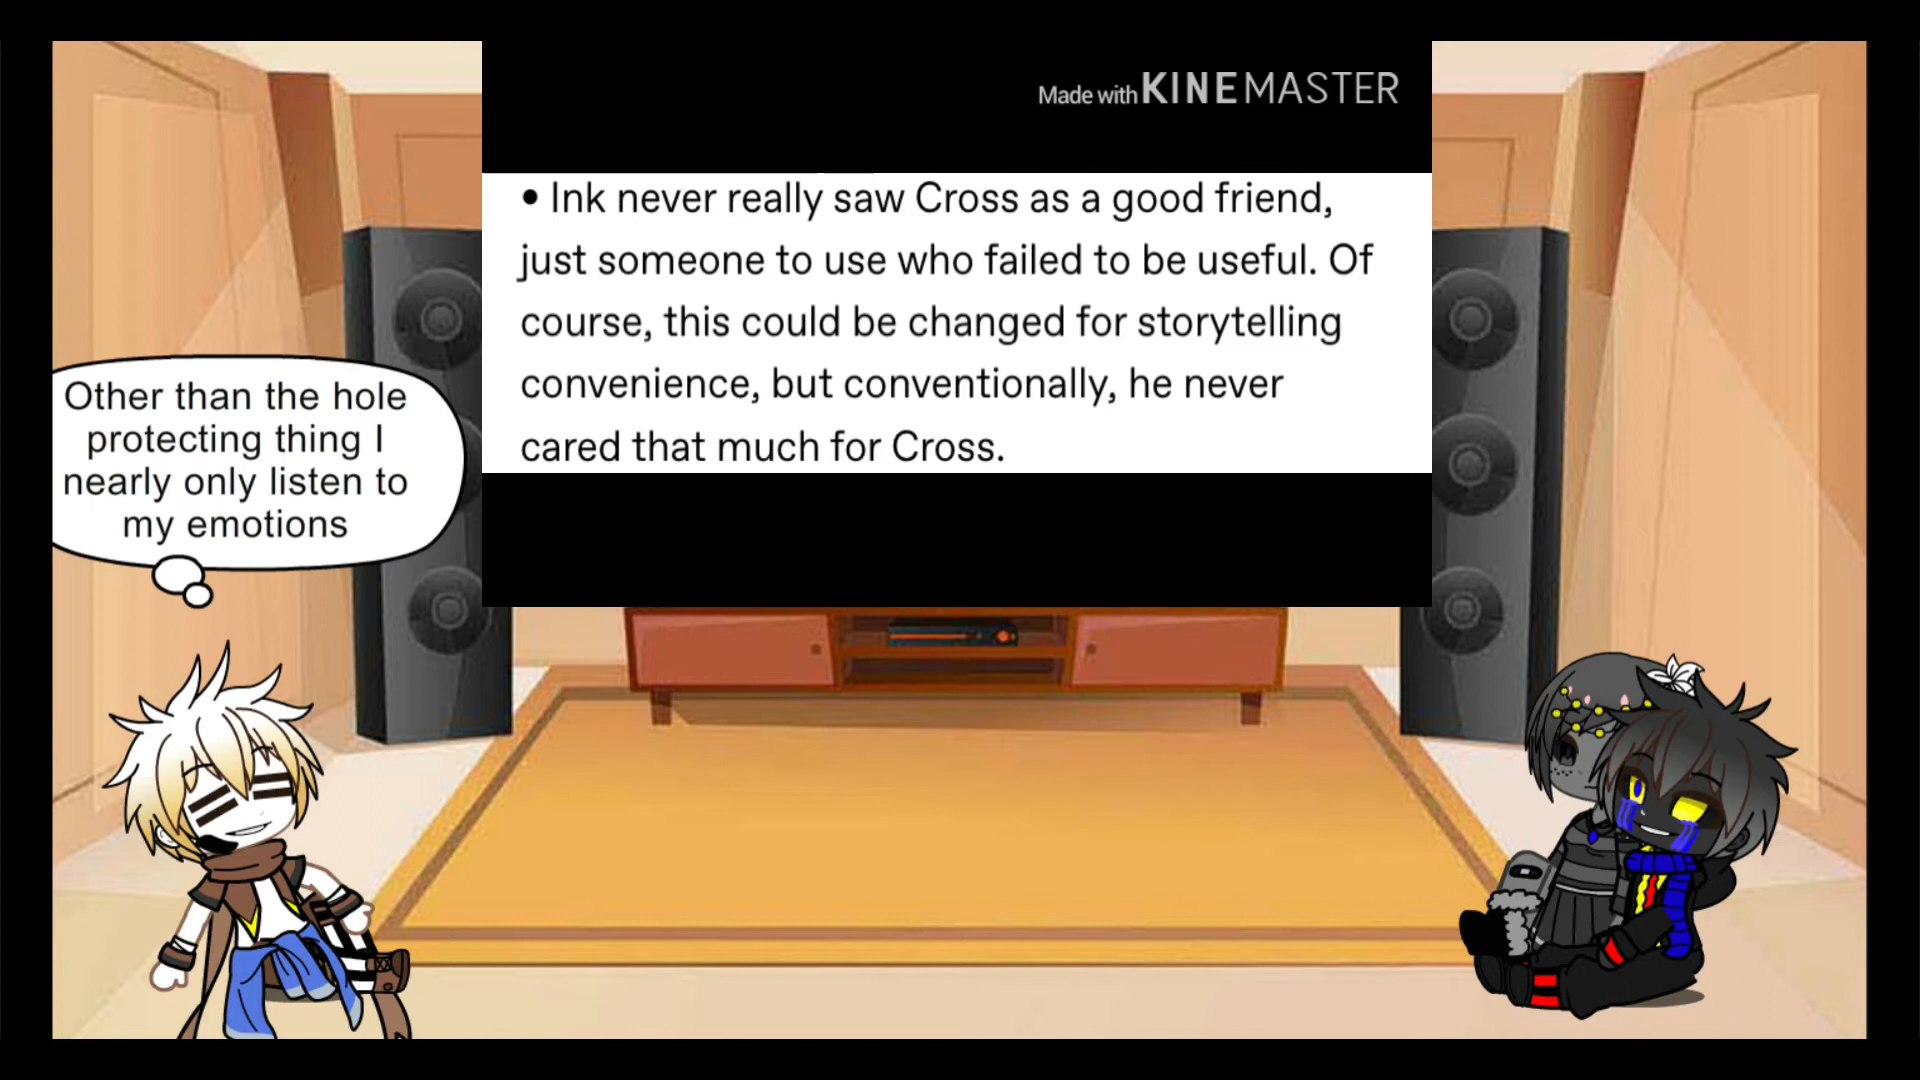 Made with KINEMASTER
• Ink never really saw Cross as a good friend,
just someone to use who failed to be useful. Of
course, this could be changed for storytelling
convenience, but conventionally, he never
cared that much for Cross.
Other than the hole
protecting thing I
nearly only listen to
my emotions